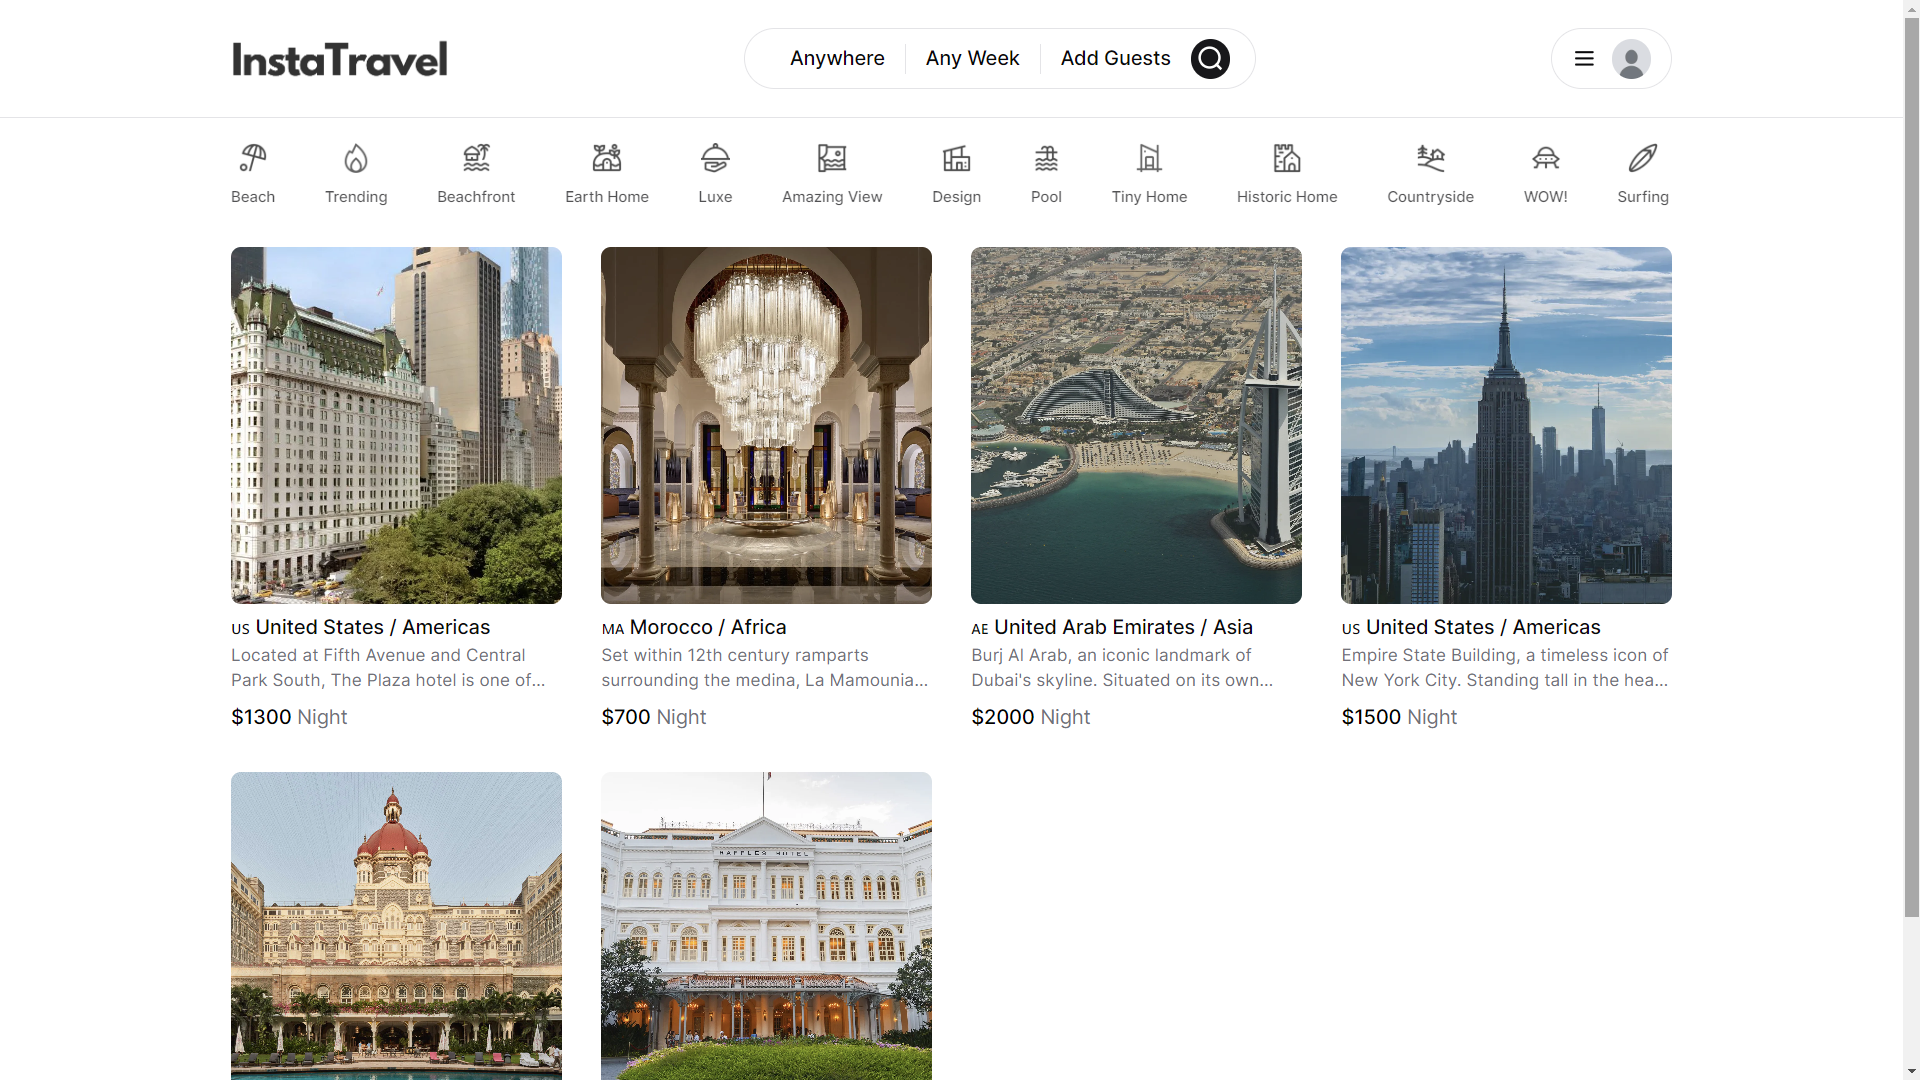 InstaTravel
Anywhere
Any Week
Add Guests
Beach
Trending
Beachfront
Earth Home
Luxe
Amazing View
Design
Pool
Tiny Home
Historic Home
Countryside
WOW!
Surfing
US United States / Americas
Located at Fifth Avenue and Central
Park South, The Plaza hotel is one of...
$1300 Night
MA Morocco / Africa
Set within 12th century ramparts
surrounding the medina, La Mamounia...
$700 Night
AE United Arab Emirates / Asia
Burj Al Arab, an iconic landmark of
Dubai's skyline. Situated on its own...
$2000 Night
US United States / Americas
Empire State Building, a timeless icon of
New York City. Standing tall in the hea...
$1500 Night
RAFFLES HOTEL